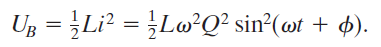 U_B = ½Li² = ½Lω²Q² sin²(ωt + ϕ).